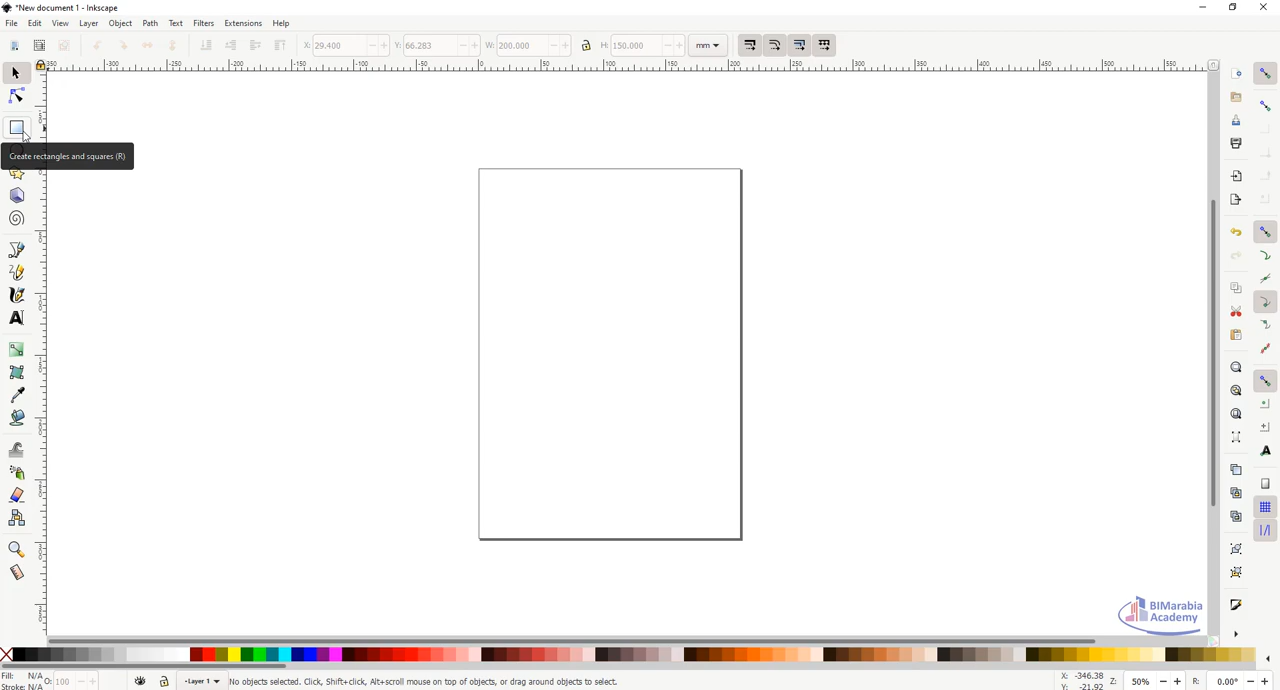 *New document 1 - Inkscape
File Edit View Layer Object Path Text Filters Extensions Help
X: 29.400 Y: 66.283 W: 200.000 H: 150.000 mm
Create rectangles and squares (R)
BIMarabia
Academy
Fill: N/A O: 100
Stroke: N/A
•Layer 1
No objects selected. Click, Shift+click, Alt+scroll mouse on top of objects, or drag around objects to select.
X: -346.38
Y: -21.92
Z: 50% R: 0.00°